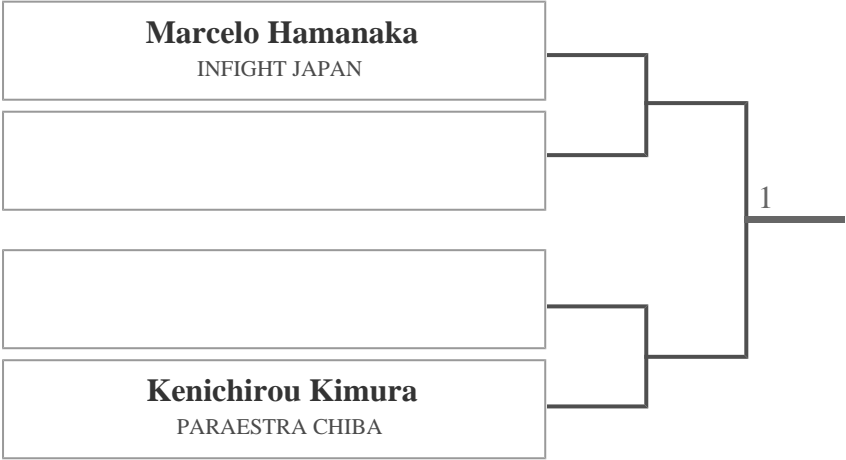 Marcelo Hamanaka
INFIGHT JAPAN
1
Kenichirou Kimura
PARAESTRA CHIBA